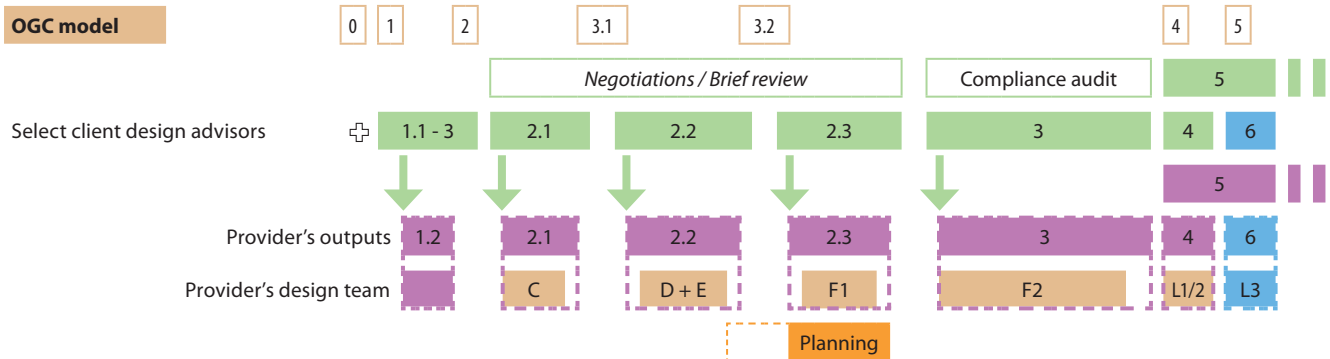 OGC model 0 1 2 3.1 3.2 4 5
Negotiations / Brief review Compliance audit 5
Select client design advisors 1.1 - 3 2.1 2.2 2.3 3 4 6
5
Provider's outputs 1.2 2.1 2.2 2.3 3 4 6
Provider's design team C D + E F1 F2 L1/2 L3
Planning